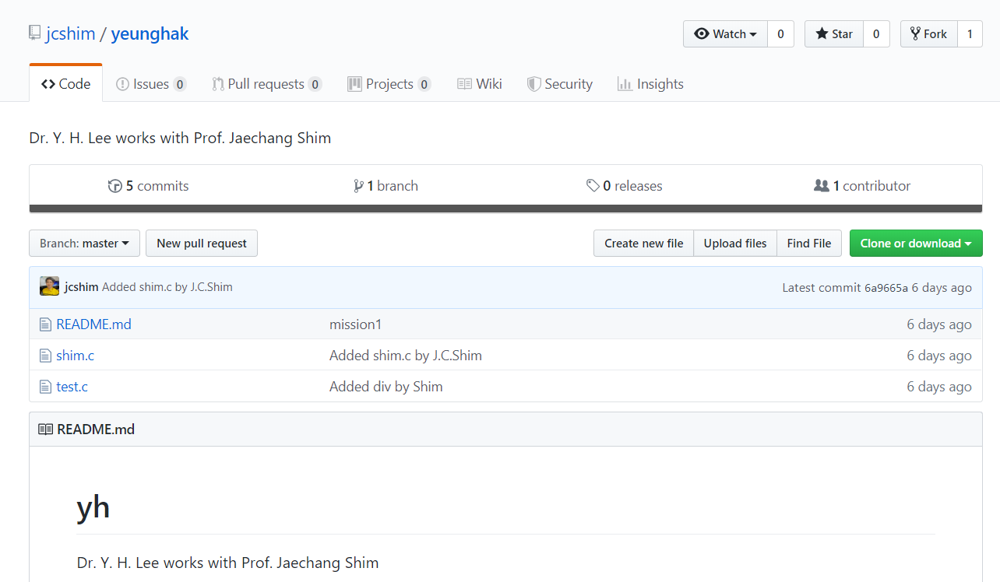 jcshim / yeunghak
Watch 0 Star 0 Fork 1
Code Issues 0 Pull requests 0 Projects 0 Wiki Security Insights
Dr. Y. H. Lee works with Prof. Jaechang Shim
5 commits 1 branch 0 releases 1 contributor
Branch: master New pull request Create new file Upload files Find File Clone or download
jcshim Added shim.c by J.C.Shim Latest commit 6a9665a 6 days ago
README.md mission1 6 days ago
shim.c Added shim.c by J.C.Shim 6 days ago
test.c Added div by Shim 6 days ago
README.md
yh
Dr. Y. H. Lee works with Prof. Jaechang Shim